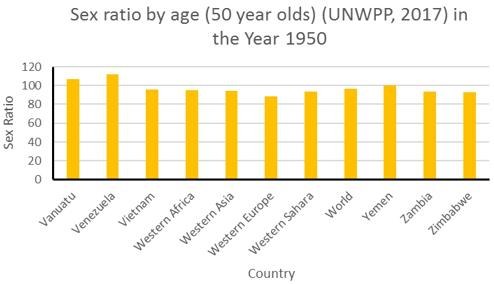 Sex ratio by age (50 year olds) (UNWPP, 2017) in
the Year 1950
120
100
80
60
40
20
0
Sex Ratio
Vanuatu
Venezuela
Vietnam
Western Africa
Western Asia
Western Europe
Western Sahara
World
Yemen
Zambia
Zimbabwe
Country